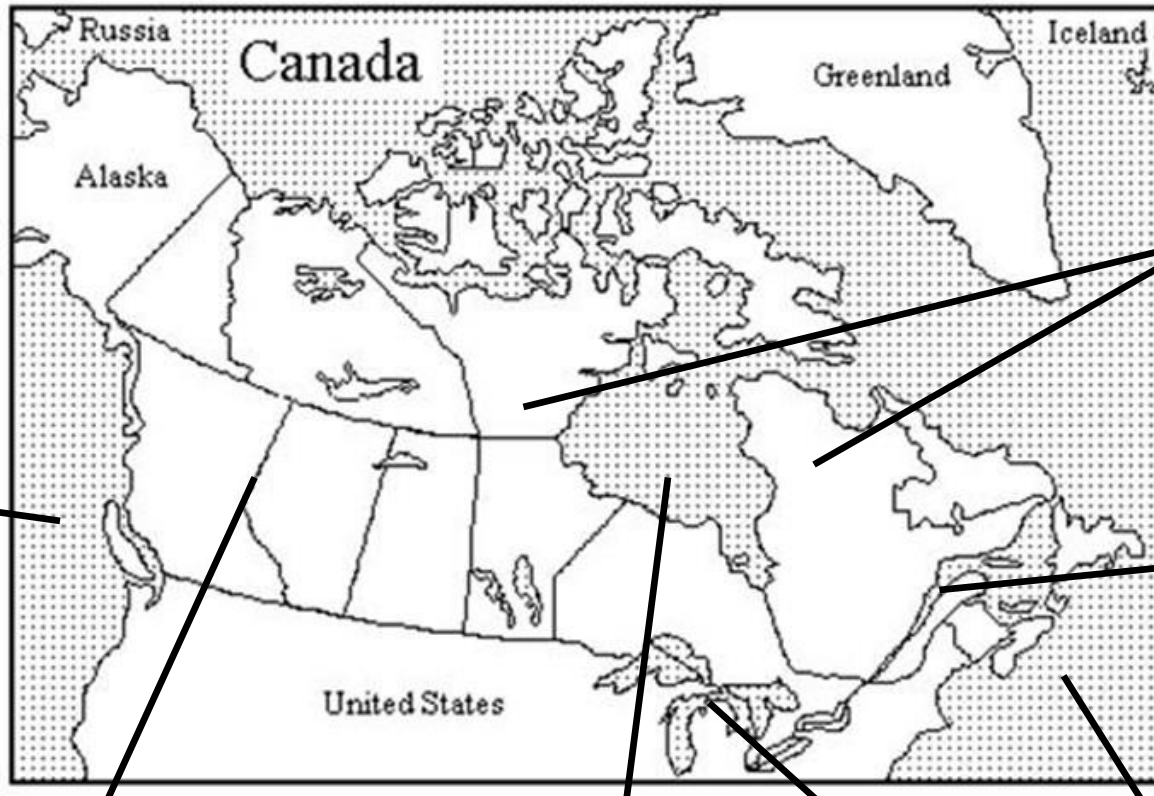 Russia
Canada
Iceland
Greenland
Alaska
United States